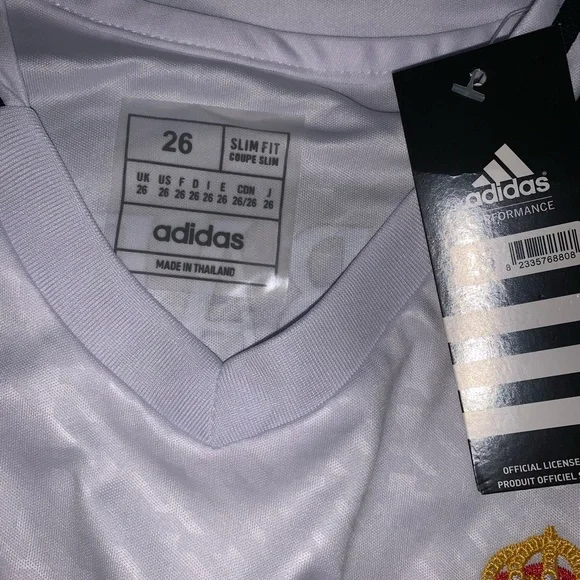 26
SLIM FIT
COUPE SLIM
UK US F D I E CDN J
26 26 26 26 26 26 26/26 26
adidas
MADE IN THAILAND
adidas
PERFORMANCE
8 2335768808
OFFICIAL LICENSE
PRODUIT OFFICIEL